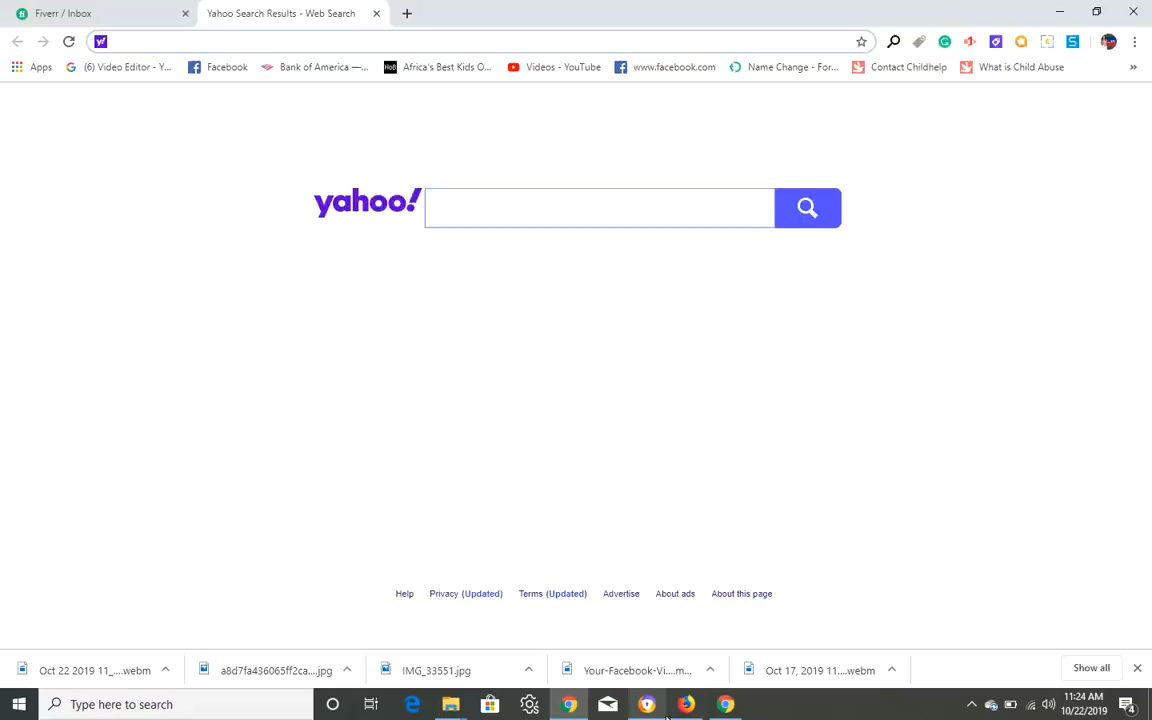 Fiverr / Inbox
Yahoo Search Results - Web Search
Apps
(6) Video Editor - Y...
Facebook
Bank of America —...
Africa's Best Kids O...
Videos - YouTube
www.facebook.com
Name Change - For...
Contact Childhelp
What is Child Abuse
yahoo!
Help
Privacy (Updated)
Terms (Updated)
Advertise
About ads
About this page
Oct 22 2019 11_....webm
a8d7fa436065ff2ca....jpg
IMG_33551.jpg
Your-Facebook-Vi....m...
Oct 17, 2019 11....webm
Show all
Type here to search
11:24 AM
10/22/2019
4